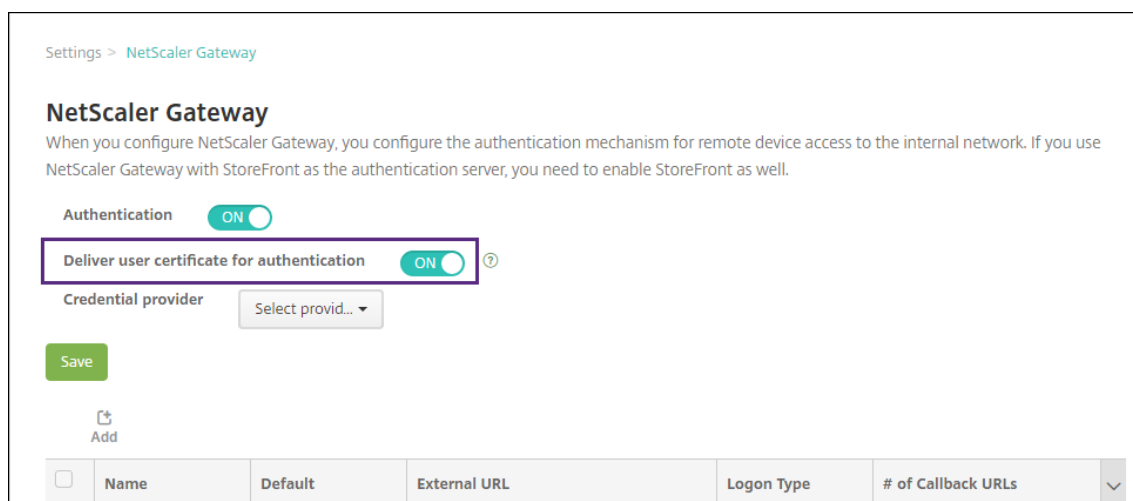 Settings > NetScaler Gateway
NetScaler Gateway
When you configure NetScaler Gateway, you configure the authentication mechanism for remote device access to the internal network. If you use
NetScaler Gateway with StoreFront as the authentication server, you need to enable StoreFront as well.
Authentication ON
Deliver user certificate for authentication ON ?
Credential provider Select provid...
Save
Add
Name Default External URL Logon Type # of Callback URLs